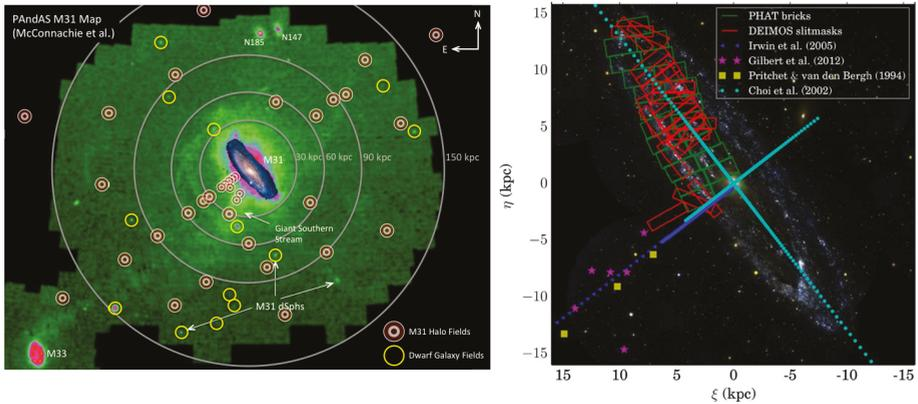 PAndAS M31 Map
(McConnachie et al.)
N185
N147
N
E
M31
30 kpc
60 kpc
90 kpc
150 kpc
Giant Southern
Stream
M31 dSphs
M33
M31 Halo Fields
Dwarf Galaxy Fields
PHAT bricks
DEIMOS slitmasks
Irwin et al. (2005)
Gilbert et al. (2012)
Pritchet & van den Bergh (1994)
Choi et al. (2002)
η (kpc)
15
10
5
0
−5
−10
−15
15
10
5
0
-5
-10
-15
ξ (kpc)